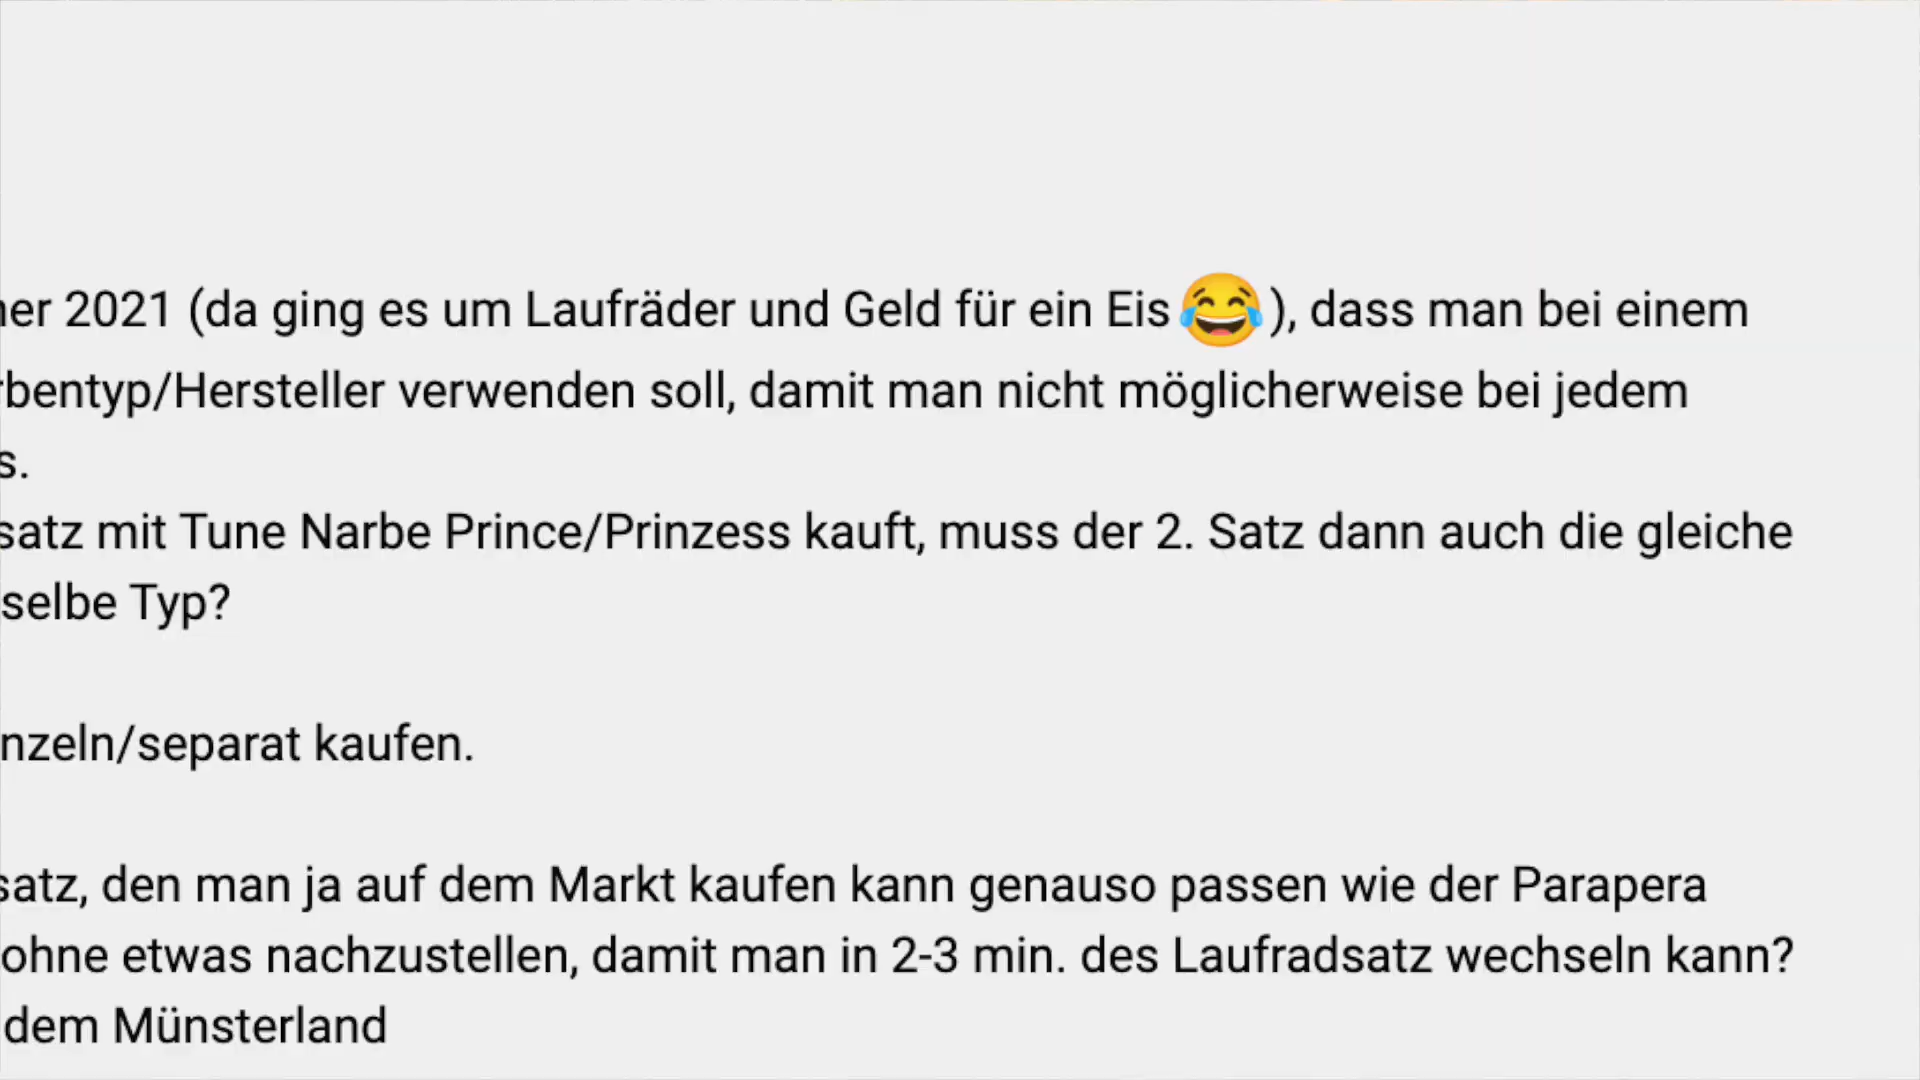 er 2021 (da ging es um Laufräder und Geld für ein Eis😂), dass man bei einem
bentyp/Hersteller verwenden soll, damit man nicht möglicherweise bei jedem
s.
satz mit Tune Narbe Prince/Prinzess kauft, muss der 2. Satz dann auch die gleiche
selbe Typ?
nzeln/separat kaufen.
satz, den man ja auf dem Markt kaufen kann genauso passen wie der Parapera
ohne etwas nachzustellen, damit man in 2-3 min. des Laufradsatz wechseln kann?
dem Münsterland